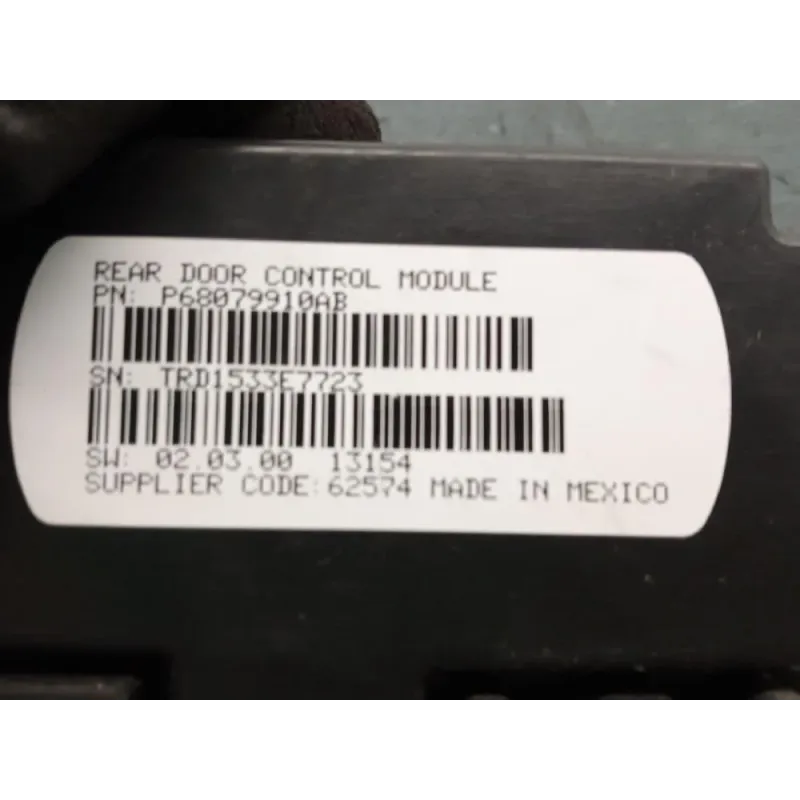 REAR DOOR CONTROL MODULE
PN: P68079910AB
SN: TRD1533E7723
SW: 02.03.00 13154
SUPPLIER CODE:62574 MADE IN MEXICO